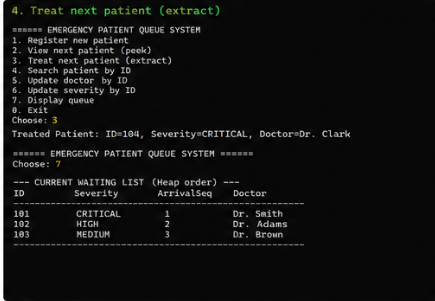 4. Treat next patient (extract)
====== EMERGENCY PATIENT QUEUE SYSTEM
1. Register new patient
2. View next patient (peek)
3. Treat next patient (extract)
4. Search patient by ID
5. Update doctor by ID
6. Update severity by ID
7. Display queue
0. Exit
Choose: 3
Treated Patient: ID=104, Severity=CRITICAL, Doctor=Dr. Clark
====== EMERGENCY PATIENT QUEUE SYSTEM ======
Choose: 7
--- CURRENT WAITING LIST (Heap order) ---
ID Severity ArrivalSeq Doctor
------------------------------------------------------
101 CRITICAL 1 Dr. Smith
102 HIGH 2 Dr. Adams
103 MEDIUM 3 Dr. Brown
------------------------------------------------------